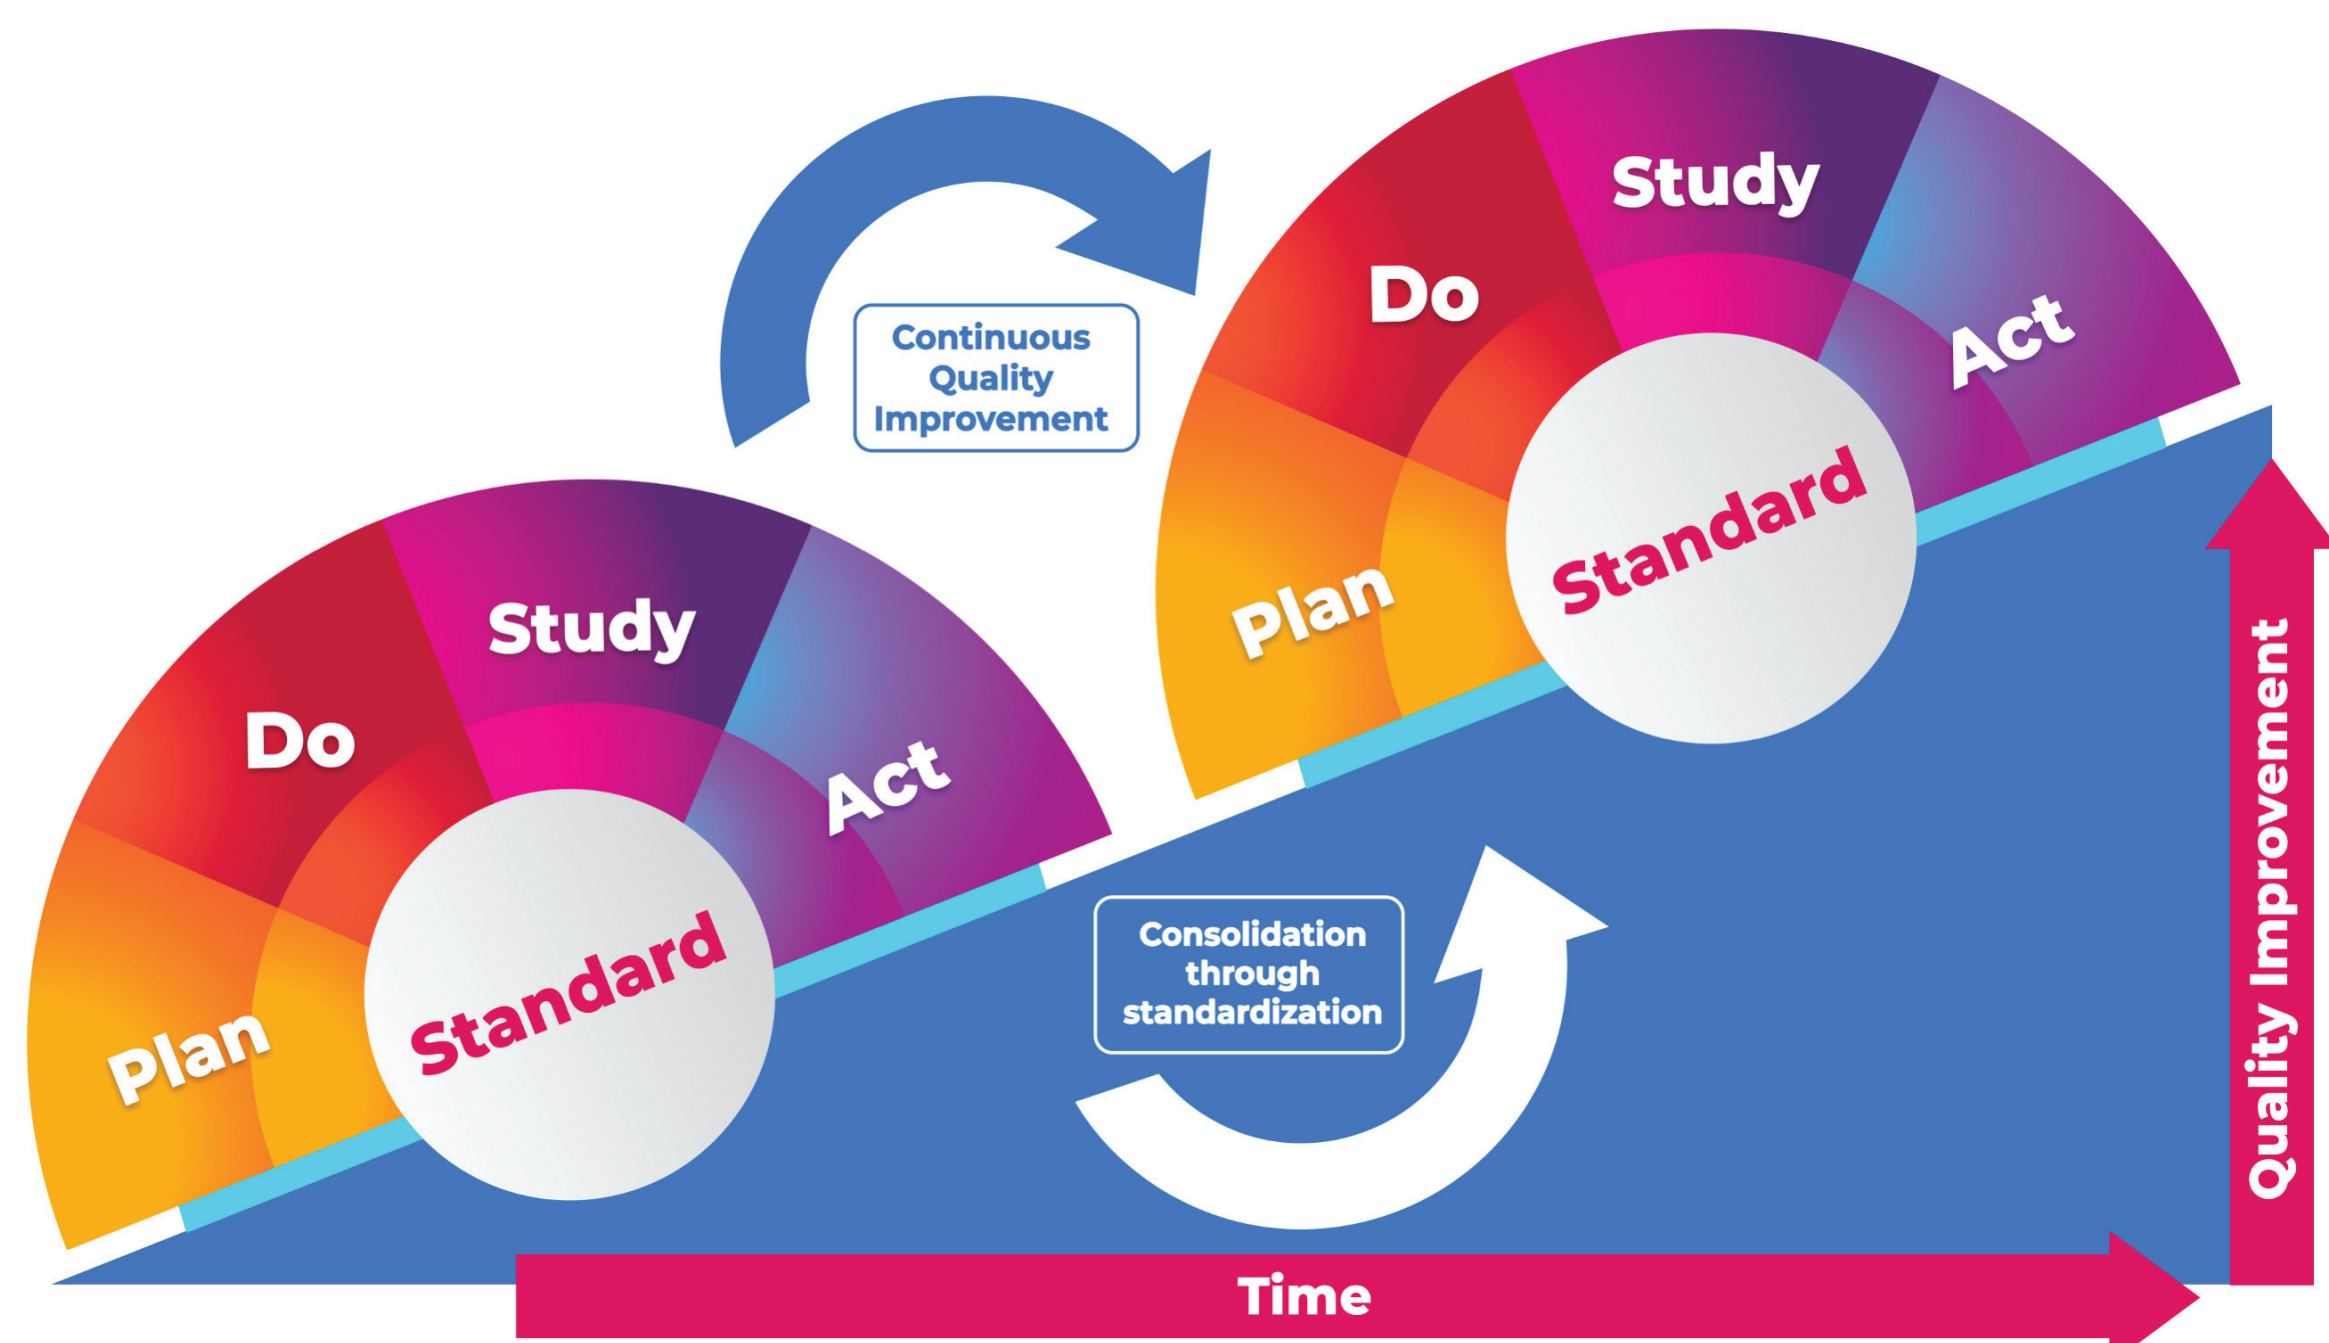 Study
Do
Act
Plan
Standard
Continuous
Quality
Improvement
Study
Do
Act
Plan
Standard
Consolidation
through
standardization
Quality Improvement
Time